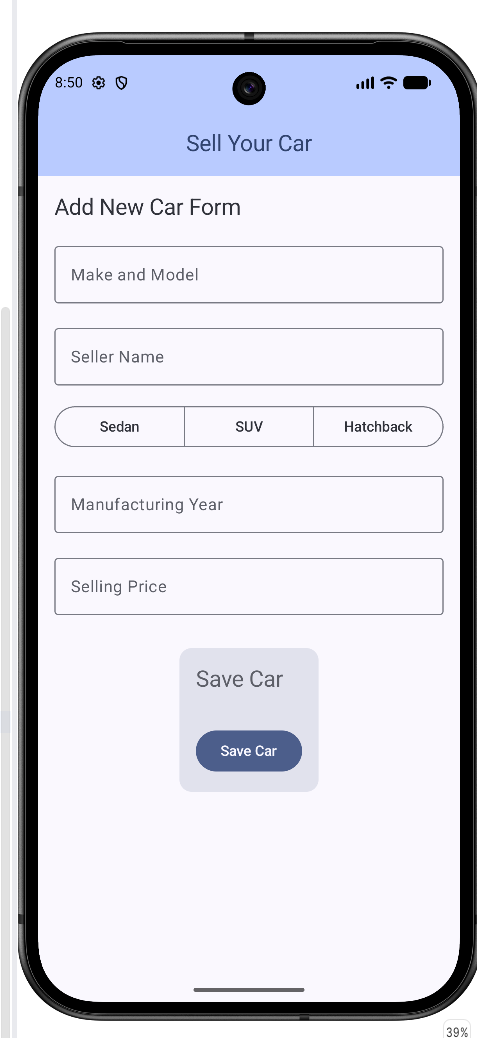 8:50
Sell Your Car
Add New Car Form
Make and Model
Seller Name
Sedan SUV Hatchback
Manufacturing Year
Selling Price
Save Car
Save Car
39%